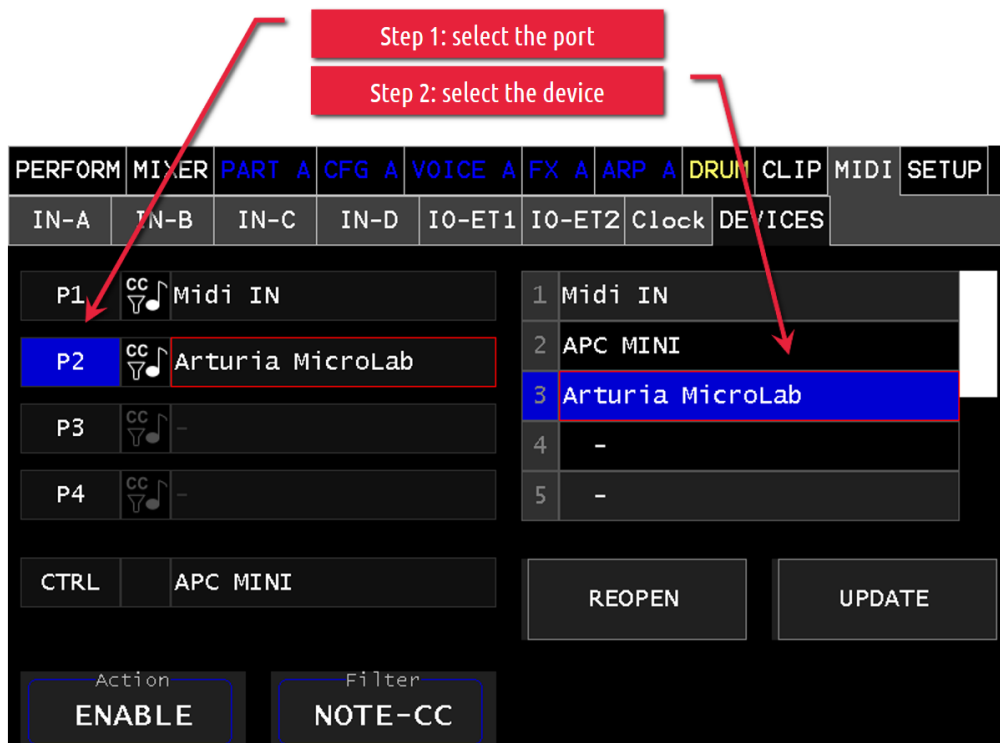 Step 1: select the port
Step 2: select the device
PERFORM MIXER PART A CFG A VOICE A FX A ARP A DRUM CLIP MIDI SETUP
IN-A IN-B IN-C IN-D IO-ET1 IO-ET2 Clock DEVICES
P1 CC Midi IN
P2 CC Arturia MicroLab
P3 CC -
P4 CC -
CTRL APC MINI
1 Midi IN
2 APC MINI
3 Arturia MicroLab
4 -
5 -
REOPEN UPDATE
Action
ENABLE
Filter
NOTE-CC